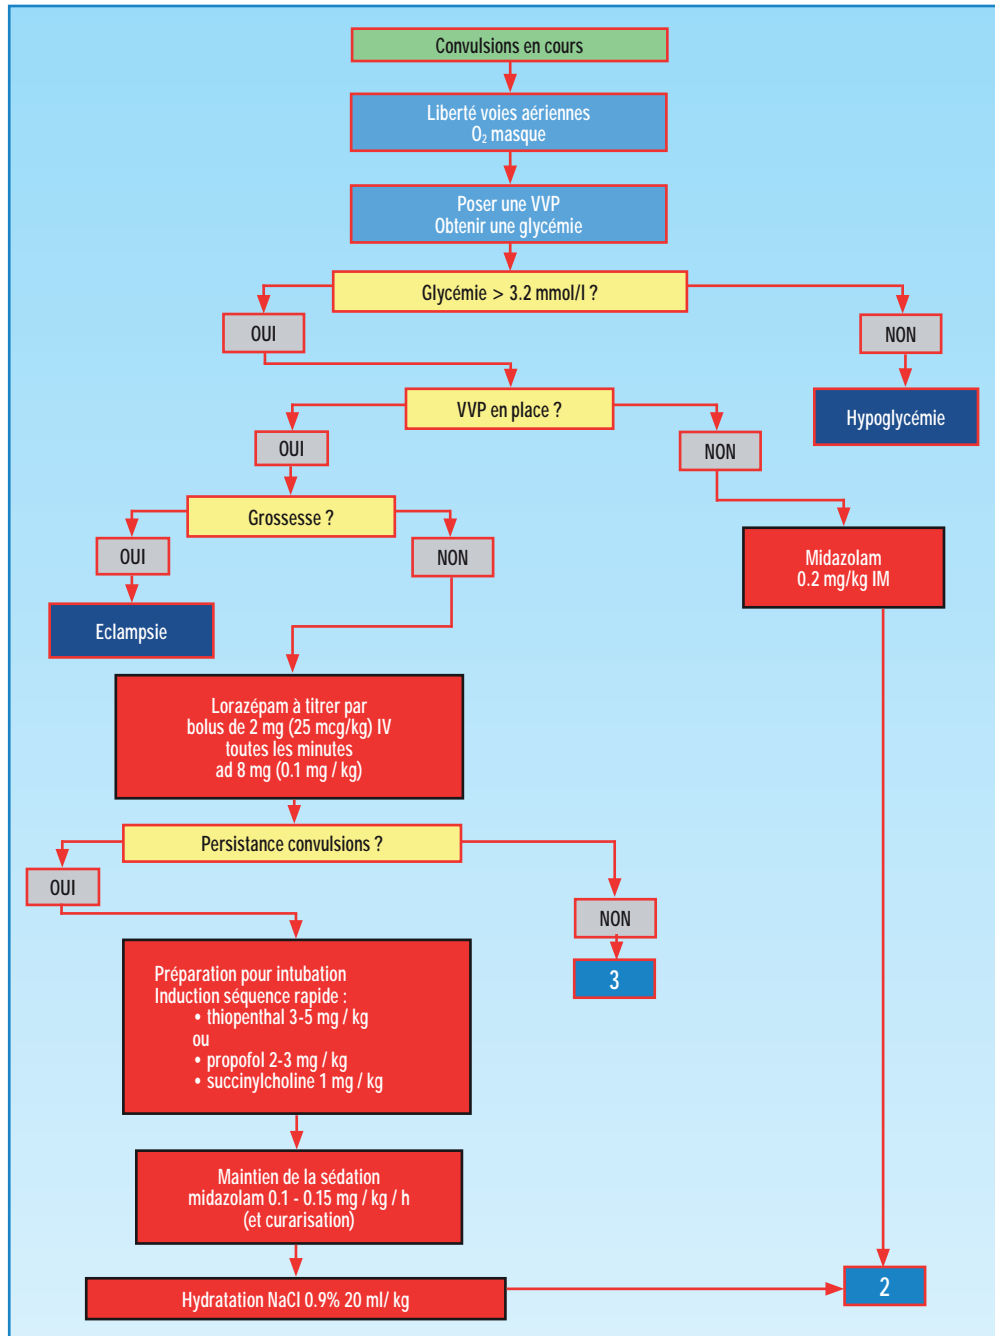 Convulsions en cours
Liberté voies aériennes
O₂ masque
Poser une VVP
Obtenir une glycémie
Glycémie > 3.2 mmol/l ?
OUI
NON
VVP en place ?
Hypoglycémie
OUI
NON
Grossesse ?
OUI
NON
Midazolam
0.2 mg/kg IM
Eclampsie
Lorazépam à titrer par
bolus de 2 mg (25 mcg/kg) IV
toutes les minutes
ad 8 mg (0.1 mg / kg)
Persistance convulsions ?
OUI
NON
3
Préparation pour intubation
Induction séquence rapide :
• thiopenthal 3-5 mg / kg
ou
• propofol 2-3 mg / kg
• succinylcholine 1 mg / kg
Maintien de la sédation
midazolam 0.1 - 0.15 mg / kg / h
(et curarisation)
Hydratation NaCl 0.9% 20 ml/ kg
2